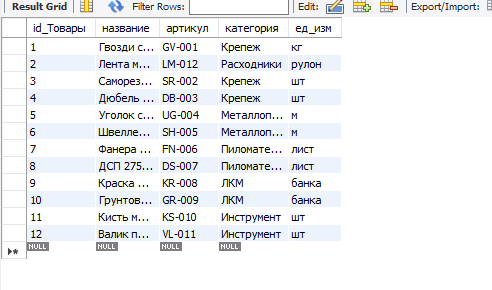 Result Grid Filter Rows: Edit: Export/Import:
id_Товары название артикул категория ед_изм
1 Гвозди с... GV-001 Крепеж кг
2 Лента м... LM-012 Расходники рулон
3 Саморез... SR-002 Крепеж шт
4 Дюбель ... DB-003 Крепеж шт
5 Уголок с... UG-004 Металлоп... м
6 Швелле... SH-005 Металлоп... м
7 Фанера ... FN-006 Пиломате... лист
8 ДСП 275... DS-007 Пиломате... лист
9 Краска ... KR-008 ЛКМ банка
10 Грунтов... GR-009 ЛКМ банка
11 Кисть м... KS-010 Инструмент шт
12 Валик п... VL-011 Инструмент шт
NULL NULL NULL NULL NULL